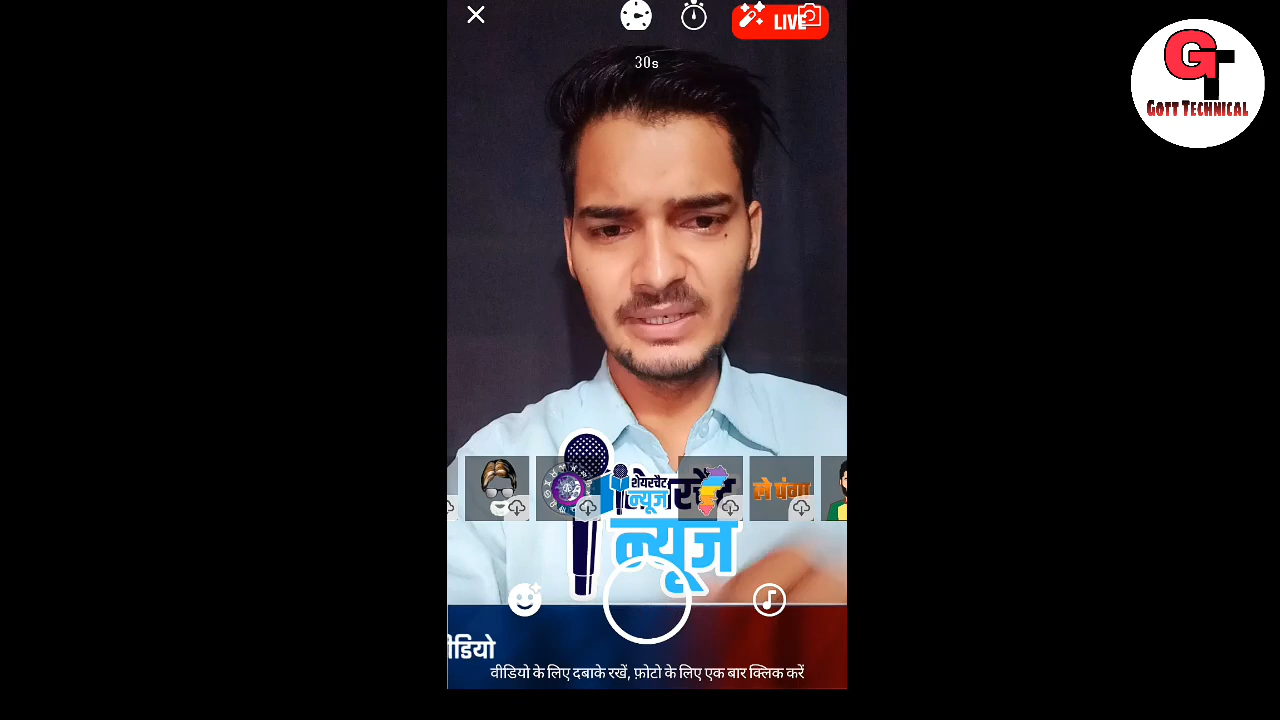 LIVE
30s
GOTT TECHNICAL
शेयरचैट
न्यूज
ले पंगा
न्यूज
वीडियो के लिए दबाके रखें, फ़ोटो के लिए एक बार क्लिक करें